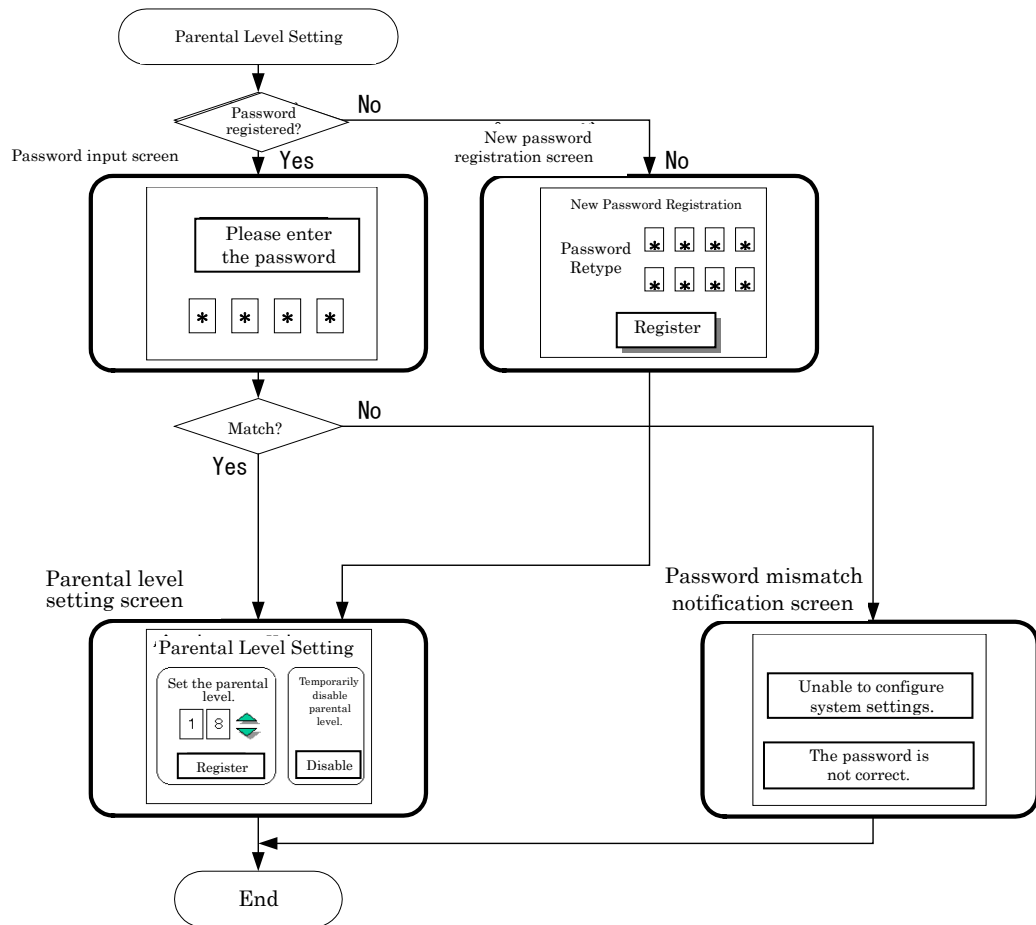 Parental Level Setting
Password
registered?
No
Yes
Password input screen
New password
registration screen
No
Please enter
the password
* * * *
New Password Registration
Password
* * * *
Retype
* * * *
Register
Match?
No
Yes
Parental level
setting screen
Password mismatch
notification screen
Parental Level Setting
Set the parental
level.
1 8
Register
Temporarily
disable
parental
level.
Disable
Unable to configure
system settings.
The password is
not correct.
End